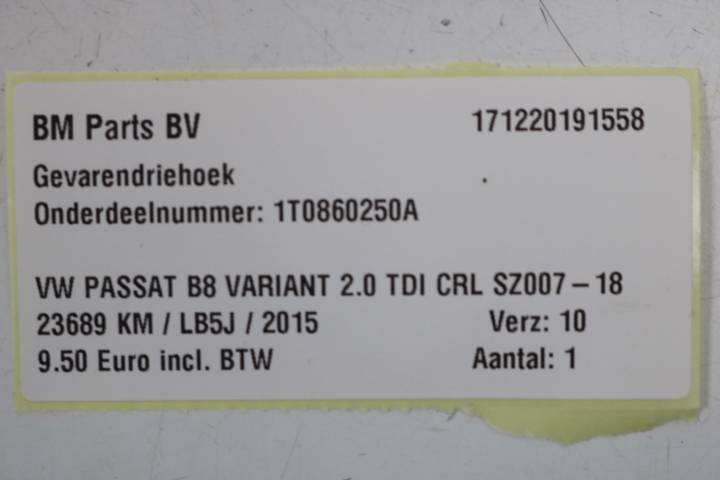 BM Parts BV 171220191558
Gevarendriehoek
Onderdeelnummer: 1T0860250A
VW PASSAT B8 VARIANT 2.0 TDI CRL SZ007-18
23689 KM / LB5J / 2015 Verz: 10
9.50 Euro incl. BTW Aantal: 1